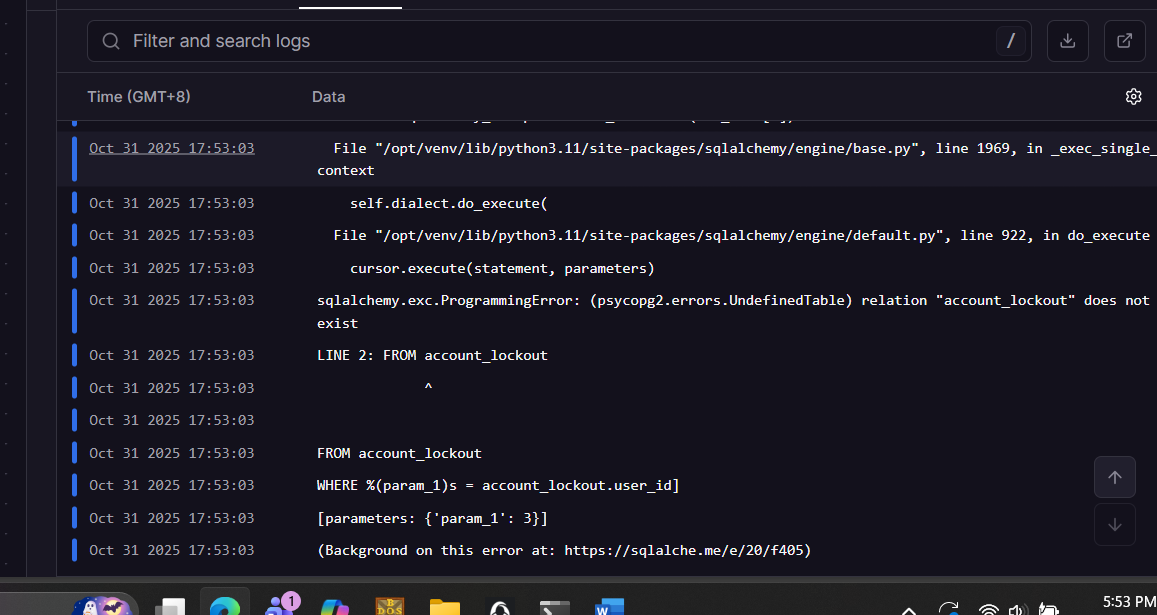 Filter and search logs
/
Time (GMT+8) Data
Oct 31 2025 17:53:03 File "/opt/venv/lib/python3.11/site-packages/sqlalchemy/engine/base.py", line 1969, in _exec_single_
context
Oct 31 2025 17:53:03 self.dialect.do_execute(
Oct 31 2025 17:53:03 File "/opt/venv/lib/python3.11/site-packages/sqlalchemy/engine/default.py", line 922, in do_execute
Oct 31 2025 17:53:03 cursor.execute(statement, parameters)
Oct 31 2025 17:53:03 sqlalchemy.exc.ProgrammingError: (psycopg2.errors.UndefinedTable) relation "account_lockout" does not
exist
Oct 31 2025 17:53:03 LINE 2: FROM account_lockout
Oct 31 2025 17:53:03 ^
Oct 31 2025 17:53:03
Oct 31 2025 17:53:03 FROM account_lockout
Oct 31 2025 17:53:03 WHERE %(param_1)s = account_lockout.user_id]
Oct 31 2025 17:53:03 [parameters: {'param_1': 3}]
Oct 31 2025 17:53:03 (Background on this error at: https://sqlalche.me/e/20/f405)
1
DOS
W
5:53 PM